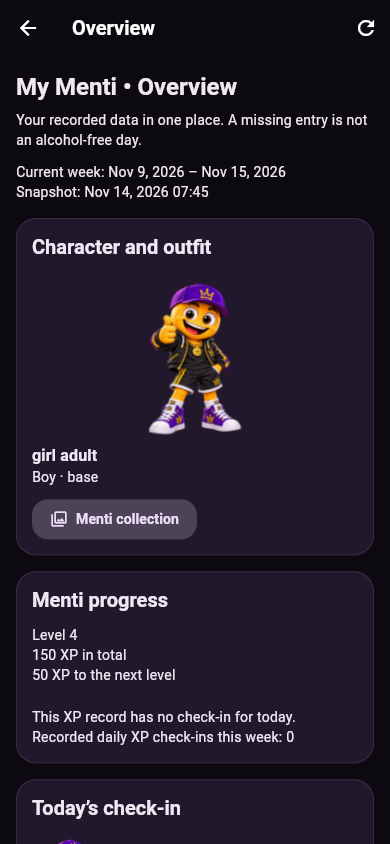 Overview
My Menti • Overview
Your recorded data in one place. A missing entry is not
an alcohol-free day.
Current week: Nov 9, 2026 – Nov 15, 2026
Snapshot: Nov 14, 2026 07:45
Character and outfit
girl adult
Boy · base
Menti collection
Menti progress
Level 4
150 XP in total
50 XP to the next level
This XP record has no check-in for today.
Recorded daily XP check-ins this week: 0
Today’s check-in